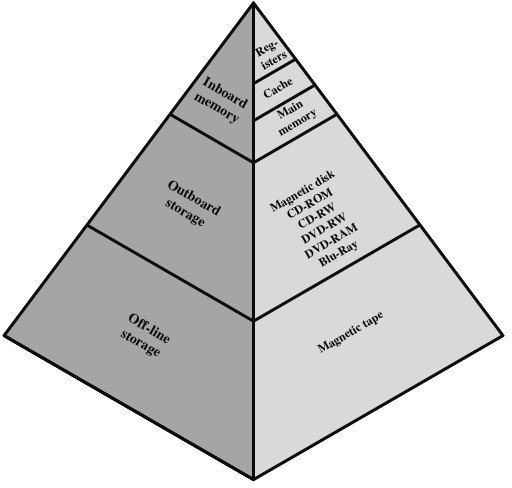 Reg-
isters
Cache
Main
memory
Inboard
memory
Outboard
storage
Magnetic disk
CD-ROM
CD-RW
DVD-RW
DVD-RAM
Blu-Ray
Off-line
storage
Magnetic tape